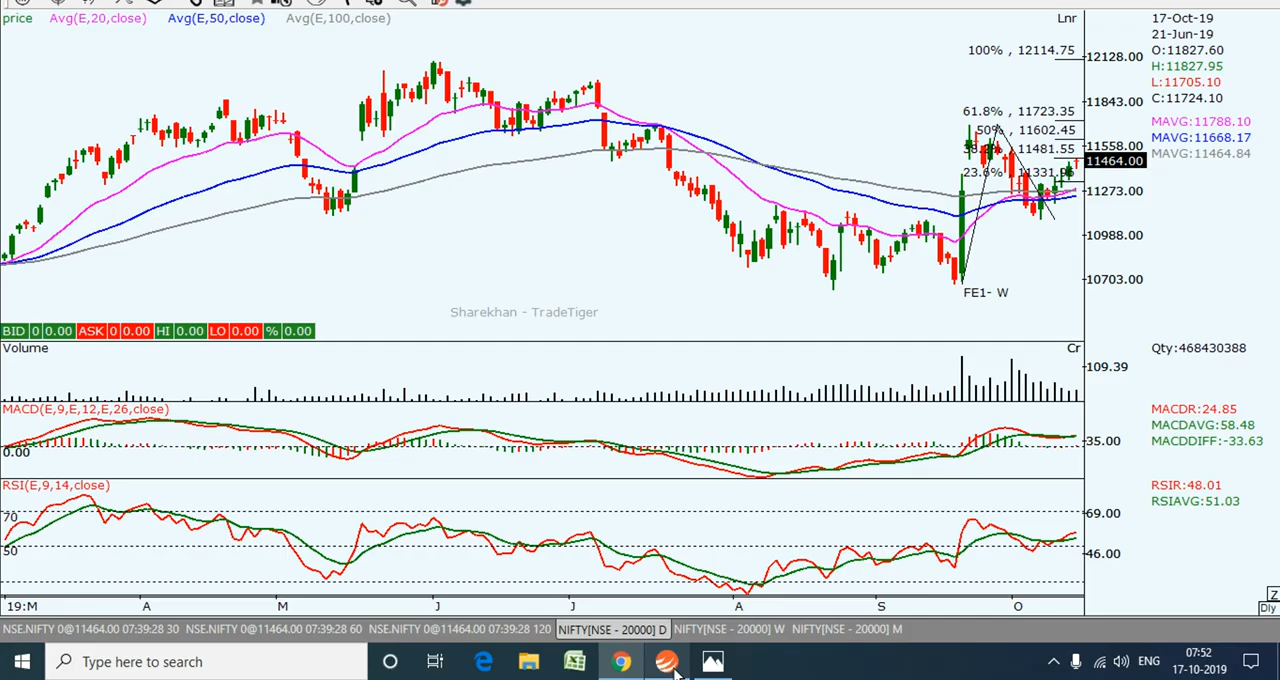 price Avg(E,20,close) Avg(E,50,close) Avg(E,100,close) Lnr
17-Oct-19
21-Jun-19
O:11827.60
H:11827.95
L:11705.10
C:11724.10
MAVG:11788.10
MAVG:11668.17
MAVG:11464.84
100% , 12114.75
61.8% , 11723.35
50% , 11602.45
11481.55
23.6% , 11331.95
12128.00
11843.00
11558.00
11464.00
11273.00
10988.00
10703.00
FE1- W
Sharekhan - TradeTiger
BID 0 0.00 ASK 0 0.00 HI 0.00 LO 0.00 % 0.00
Volume Cr
109.39
Qty:468430388
MACD(E,9,E,12,E,26,close)
0.00
35.00
MACDR:24.85
MACDAVG:58.48
MACDDIFF:-33.63
RSI(E,9,14,close)
70
50
69.00
46.00
RSIR:48.01
RSIAVG:51.03
19:M A M J J A S O
Z
Dly
NSE.NIFTY 0@11464.00 07:39:28 30 NSE.NIFTY 0@11464.00 07:39:28 60 NSE.NIFTY 0@11464.00 07:39:28 120 NIFTY[NSE - 20000] D NIFTY[NSE - 20000] W NIFTY[NSE - 20000] M
Type here to search
ENG
07:52
17-10-2019